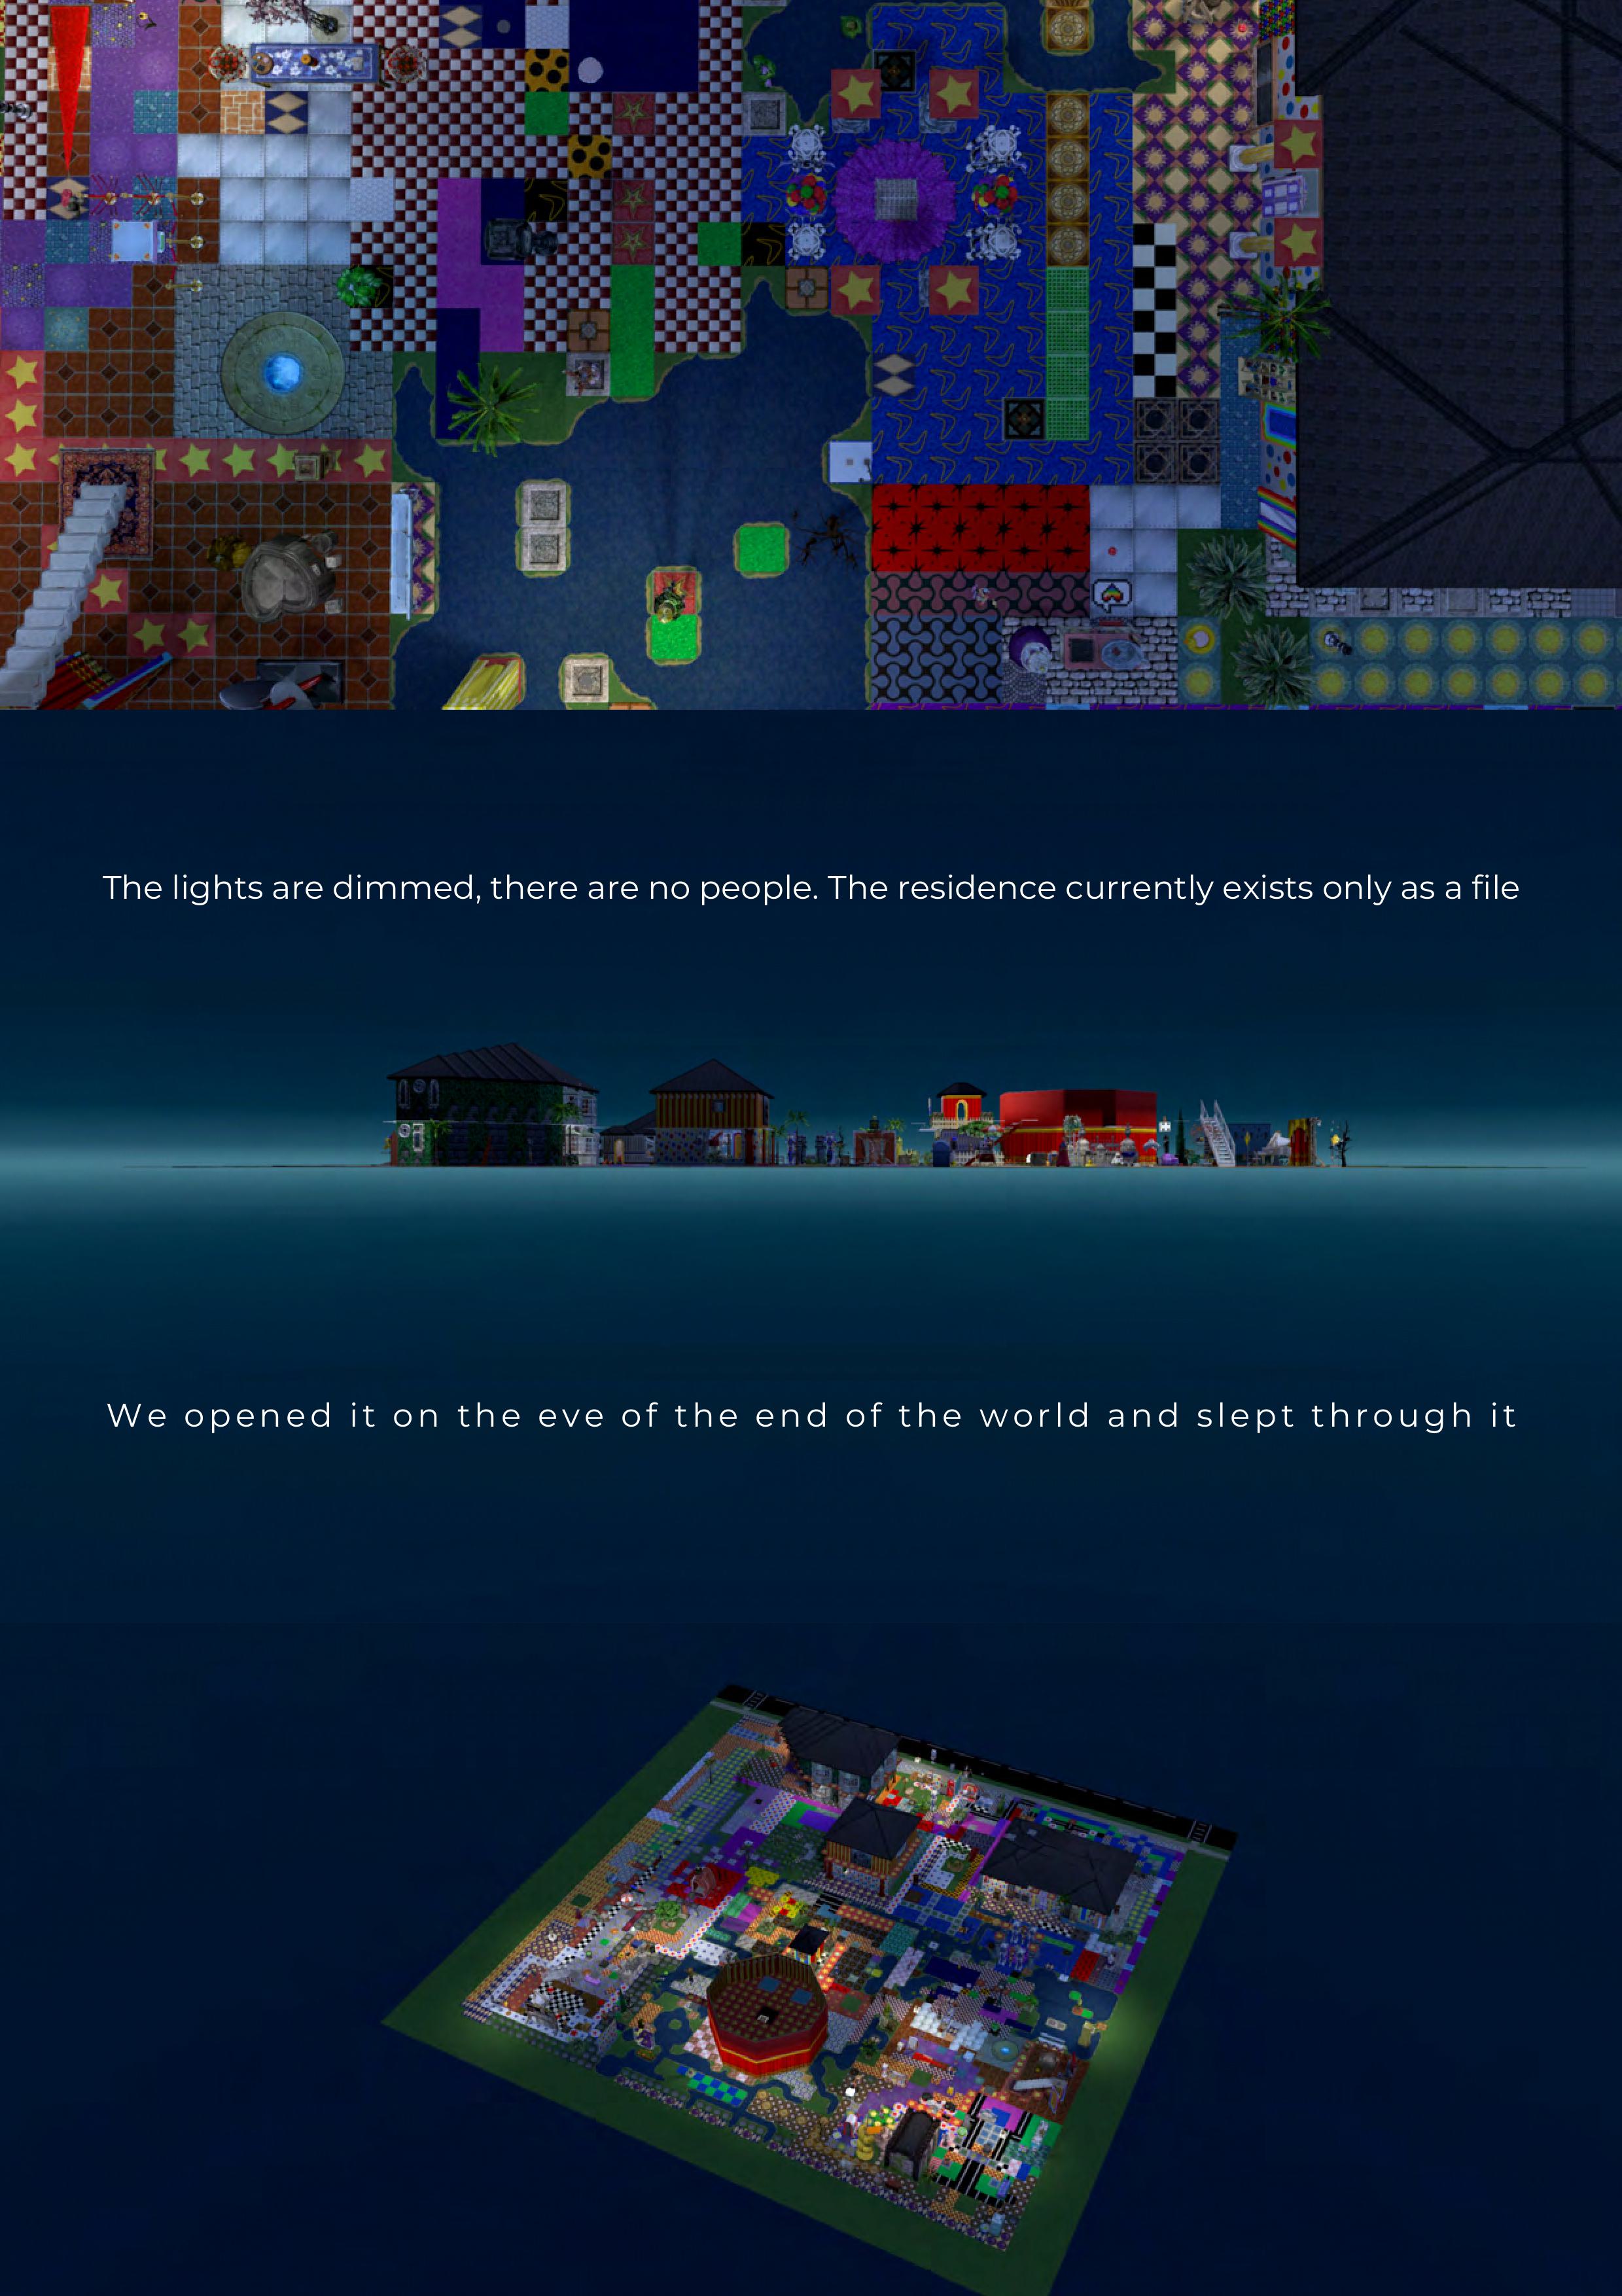 The lights are dimmed, there are no people. The residence currently exists only as a file
We opened it on the eve of the end of the world and slept through it